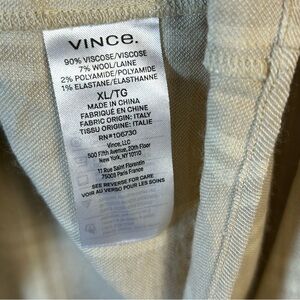 VINCE.
90% VISCOSE/VISCOSE
7% WOOL/LAINE
2% POLYAMIDE/POLYAMIDE
1% ELASTANE/ÉLASTHANNE
XL/TG
MADE IN CHINA
FABRIQUÉ EN CHINE
FABRIC ORIGIN: ITALY
TISSU ORIGINE: ITALIE
RN#106730
Vince, LLC
500 Fifth Avenue, 20th Floor
New York, NY 10110
11 Rue Saint Florentin
75008 Paris France
SEE REVERSE FOR CARE
VOIR AU VERSO POUR LES SOINS